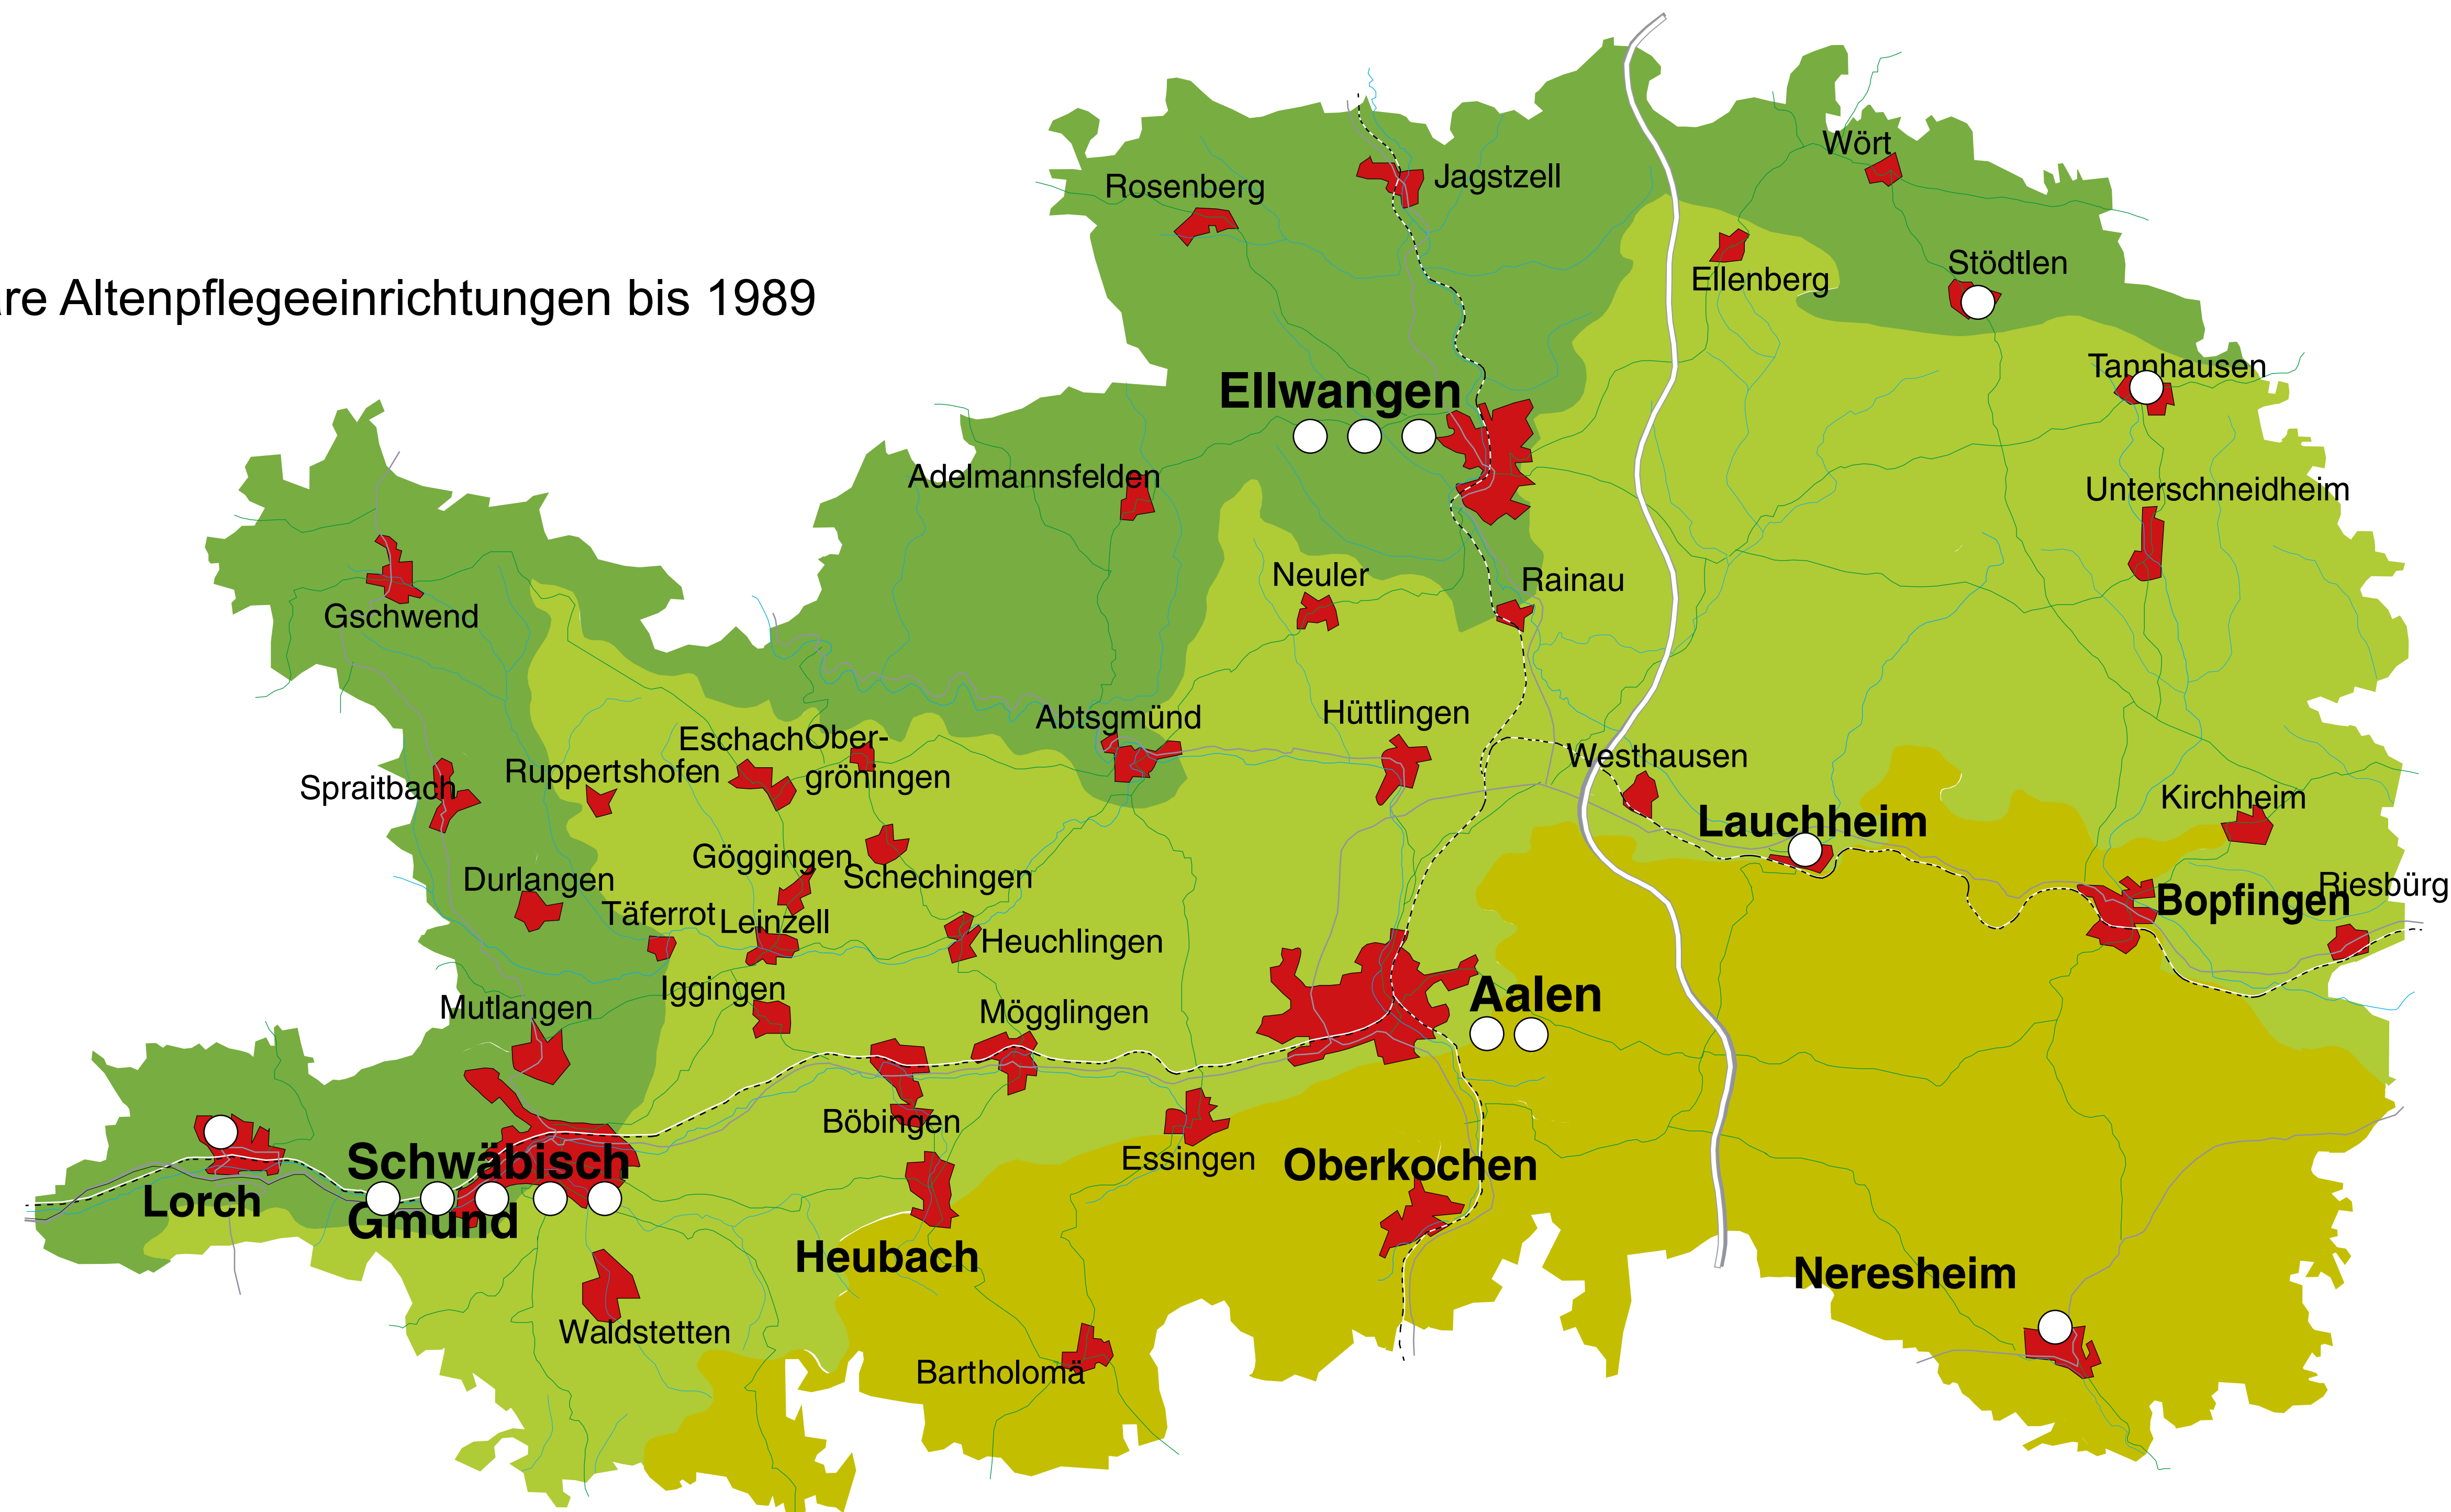 re Altenpflegeeinrichtungen bis 1989
Wört
Jagstzell
Rosenberg
Stödtlen
Ellenberg
Tannhausen
Ellwangen
Adelmannsfelden
Unterschneidheim
Neuler
Rainau
Gschwend
Abtsgmünd
Hüttlingen
Eschach
Ober-
gröningen
Westhausen
Ruppertshofen
Spraitbach
Kirchheim
Lauchheim
Göggingen
Schechingen
Durlangen
Riesbürg
Bopfingen
Täferrot
Leinzell
Heuchlingen
Iggingen
Aalen
Mutlangen
Mögglingen
Böbingen
Essingen
Oberkochen
Schwäbisch
Gmünd
Lorch
Heubach
Neresheim
Waldstetten
Bartholomä